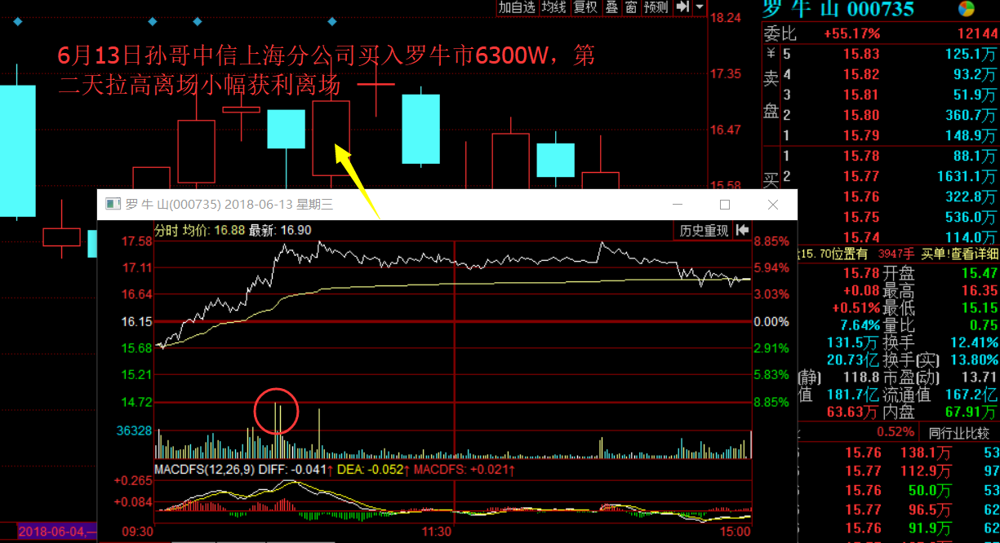 加自选 均线 复权 叠 窗 预测
罗 牛 山 000735
18.24
17.35
16.47
15.58
6月13日孙哥中信上海分公司买入罗牛市6300W，第
二天拉高离场小幅获利离场
委比 +55.17% 12144
¥ 5 15.83 125.1万
卖 4 15.82 93.2万
3 15.81 51.9万
盘 2 15.80 360.7万
1 15.79 148.9万
1 15.78 88.1万
买 2 15.77 1631.1万
15.76 322.8万
15.75 536.0万
15.74 114.0万
15.70位置有 3947手 买单!查看详细
15.78 开盘 15.47
+0.08 最高 16.35
+0.51% 最低 15.15
7.64% 量比 0.75
131.5万 换手 12.41%
20.73亿 换手(实) 13.80%
(静) 118.8 市盈(动) 13.71
值 181.7亿 流通值 167.2亿
63.63万 内盘 67.91万
0.52% 同行业比较
15.76 138.1万 53
15.77 112.9万 97
15.76 50.0万 53
15.77 96.5万 62
15.76 91.9万 62
罗 牛 山(000735) 2018-06-13 星期三
分时 均价: 16.88 最新: 16.90
历史重现
17.58 8.85%
17.11 5.94%
16.64 3.03%
16.15 0.00%
15.68 2.91%
15.21 5.83%
14.72 8.85%
36328
MACDFS(12,26,9) DIFF: -0.041↑ DEA: -0.052↑ MACDFS: +0.021↑
+0.265
+0.084
09:30 11:30 15:00
2018-06-04,一